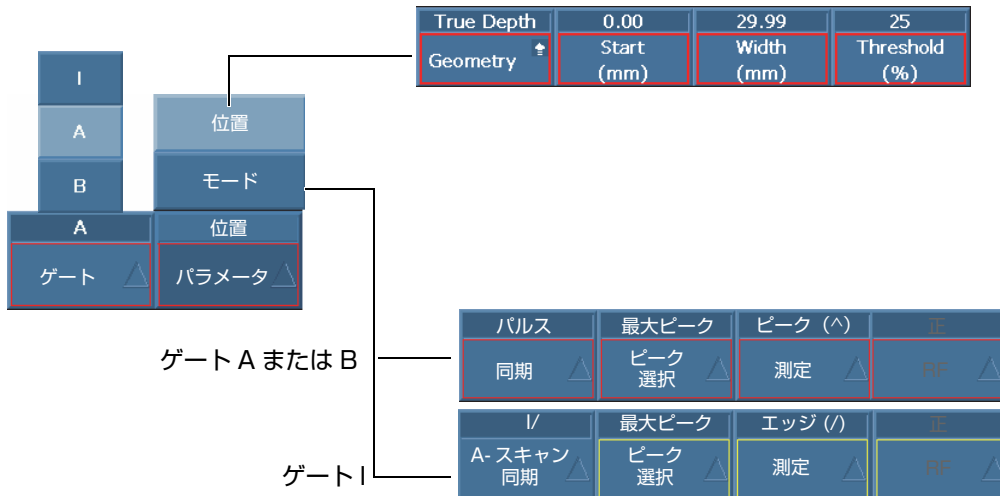 True Depth 0.00 29.99 25
Geometry Start (mm) Width (mm) Threshold (%)
I
A
B
A
ゲート
位置
モード
位置
パラメータ
ゲート A または B
パルス 最大ピーク ピーク (^) 正
同期 ピーク選択 測定 RF
ゲート I
I/ 最大ピーク エッジ (/) 正
A- スキャン同期 ピーク選択 測定 RF